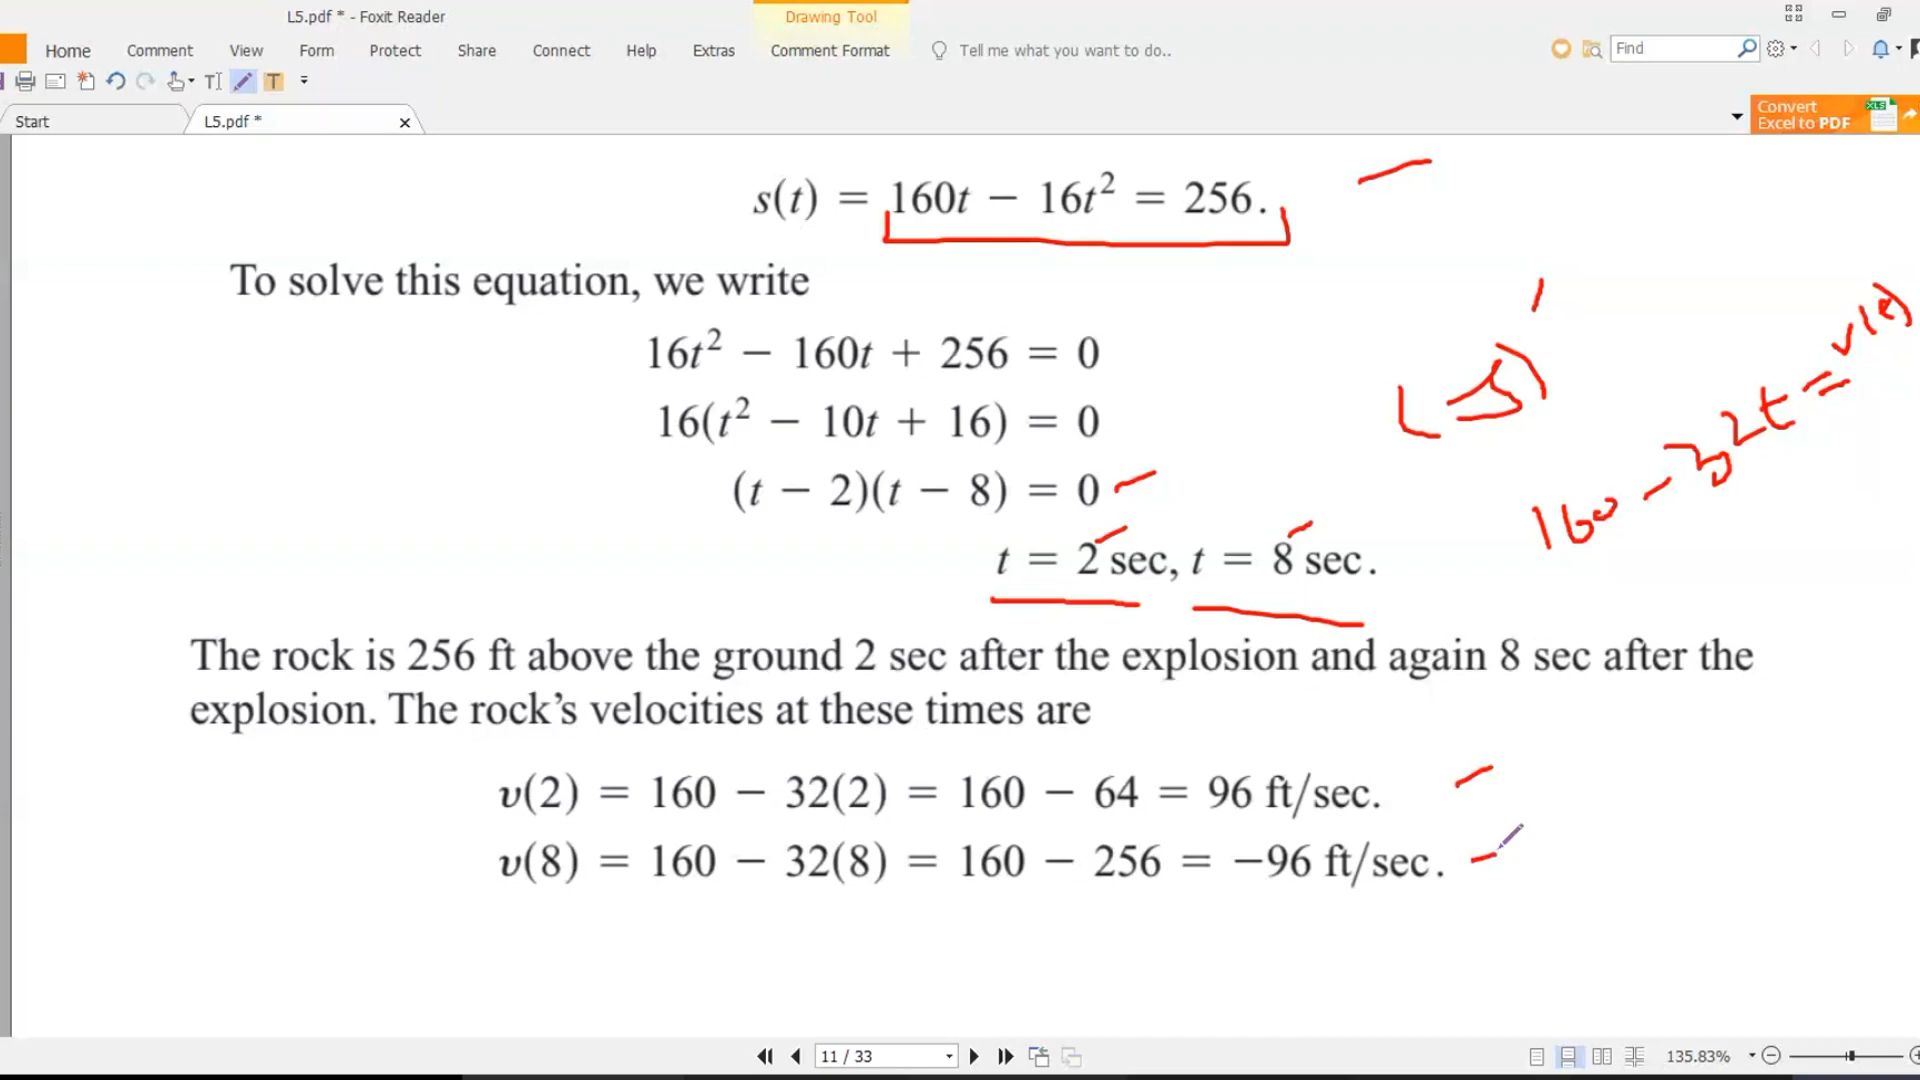 L5.pdf * - Foxit Reader
Drawing Tool
Home Comment View Form Protect Share Connect Help Extras Comment Format Tell me what you want to do.. Find
Start L5.pdf * Convert Excel to PDF XLS
s(t) = 160t − 16t² = 256.
To solve this equation, we write
16t² − 160t + 256 = 0
16(t² − 10t + 16) = 0
(t − 2)(t − 8) = 0
t = 2 sec, t = 8 sec.
160 - 32t = v(t)
The rock is 256 ft above the ground 2 sec after the explosion and again 8 sec after the
explosion. The rock’s velocities at these times are
v(2) = 160 − 32(2) = 160 − 64 = 96 ft/sec.
v(8) = 160 − 32(8) = 160 − 256 = −96 ft/sec.
11 / 33 135.83%